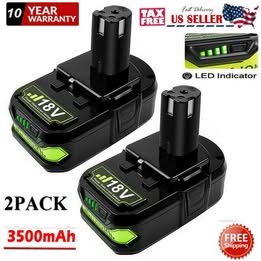 10 YEAR
WARRANTY
TAX
FREE
Fast Delivery
US SELLER
LED Indicator
18V
18V
2PACK
3500mAh
FREE
Shipping